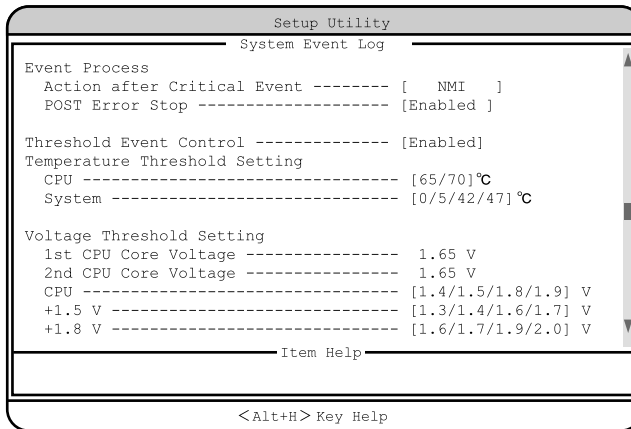 Setup Utility
System Event Log
Event Process
Action after Critical Event -------- [   NMI   ]
POST Error Stop ------------------- [Enabled ]
Threshold Event Control -------------- [Enabled]
Temperature Threshold Setting
CPU -------------------------------- [65/70]℃
System ----------------------------- [0/5/42/47]℃
Voltage Threshold Setting
1st CPU Core Voltage ---------------- 1.65 V
2nd CPU Core Voltage ---------------- 1.65 V
CPU -------------------------------- [1.4/1.5/1.8/1.9] V
+1.5 V ----------------------------- [1.3/1.4/1.6/1.7] V
+1.8 V ----------------------------- [1.6/1.7/1.9/2.0] V
Item Help
<Alt+H> Key Help